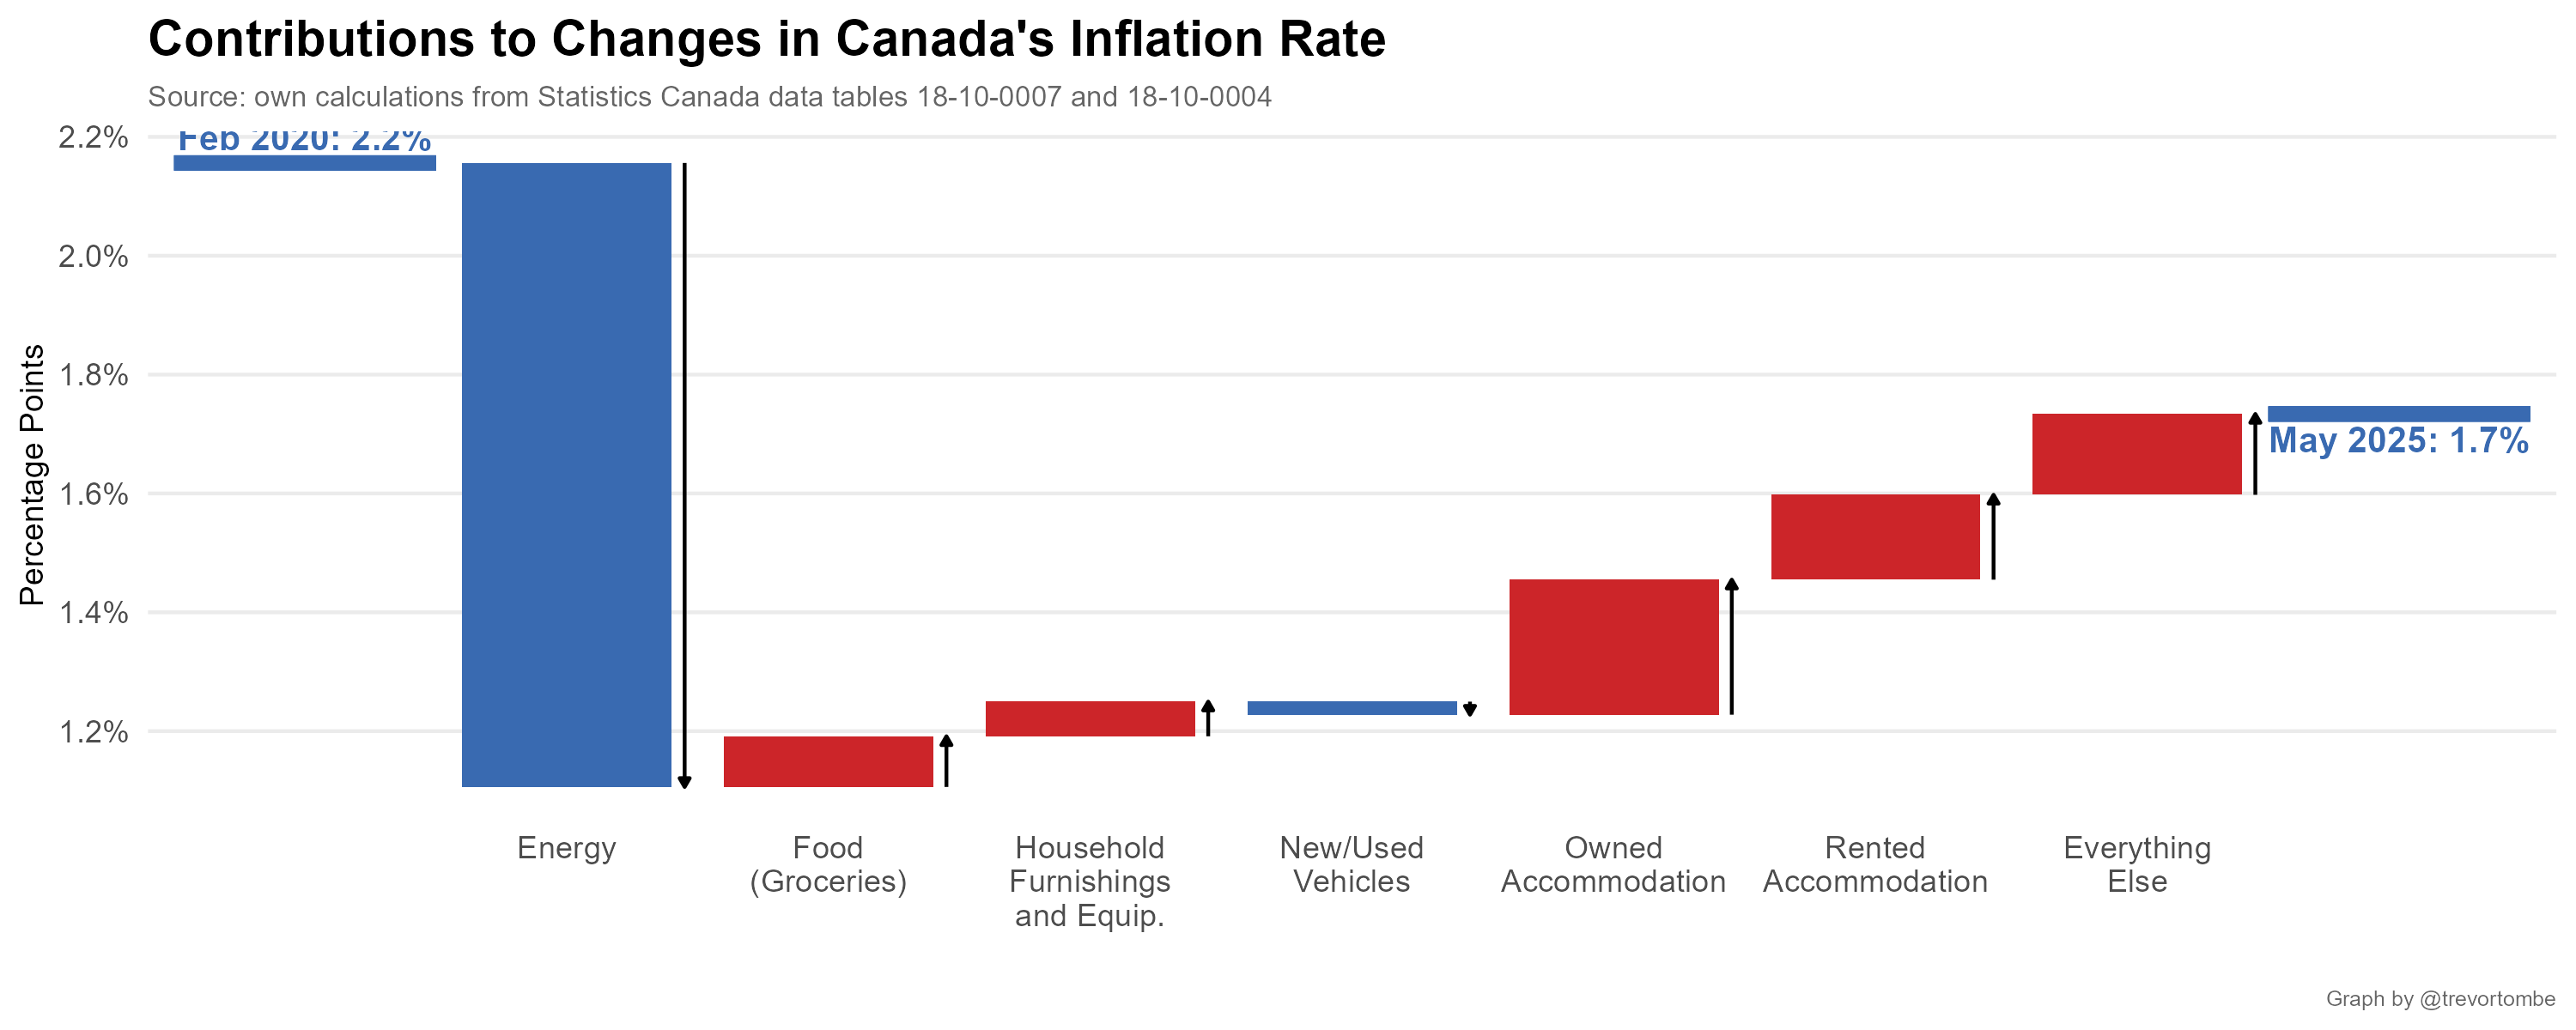 Contributions to Changes in Canada's Inflation Rate
Source: own calculations from Statistics Canada data tables 18-10-0007 and 18-10-0004
Percentage Points
2.2%
2.0%
1.8%
1.6%
1.4%
1.2%
Feb 2020: 2.2%
May 2025: 1.7%
Energy
Food
(Groceries)
Household
Furnishings
and Equip.
New/Used
Vehicles
Owned
Accommodation
Rented
Accommodation
Everything
Else
Graph by @trevortombe